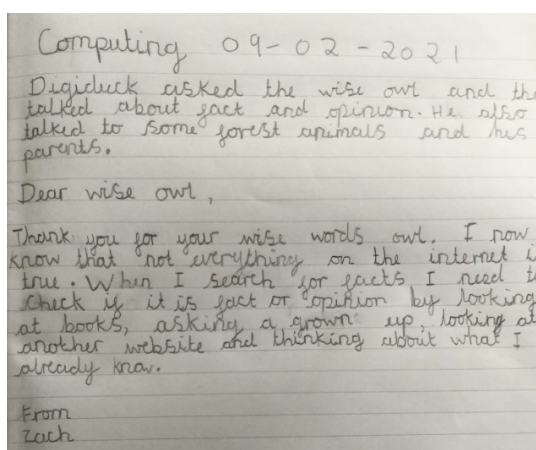 Computing 09-02-2021
Digiduck asked the wise owl and the
talked about fact and opinion. He also
talked to some forest animals and his
parents.
Dear wise owl,
Thank you for your wise words owl. I now
know that not everything on the internet i
true. When I search for facts I need t
check if it is fact or opinion by looking
at books, asking a grown up, looking at
another website and thinking about what I
already know.
From
Zach